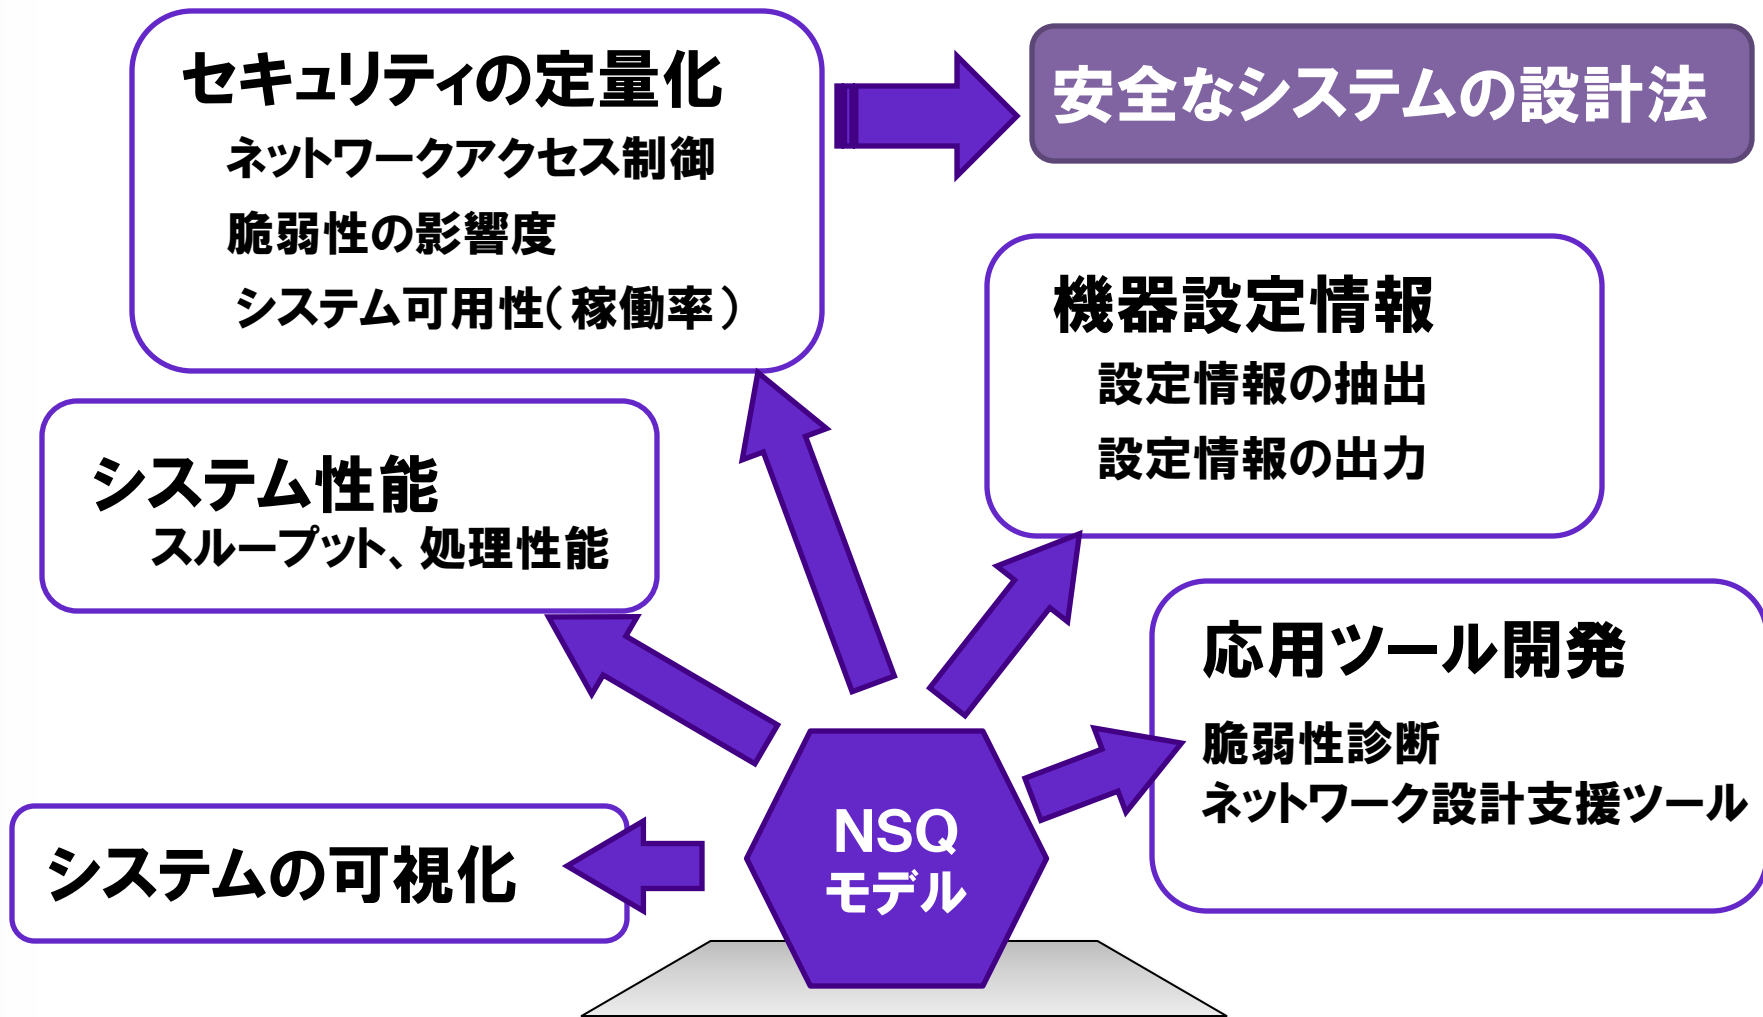 セキュリティの定量化
ネットワークアクセス制御
脆弱性の影響度
システム可用性(稼働率)
安全なシステムの設計法
機器設定情報
設定情報の抽出
設定情報の出力
システム性能
スループット、処理性能
応用ツール開発
脆弱性診断
ネットワーク設計支援ツール
システムの可視化
NSQ
モデル